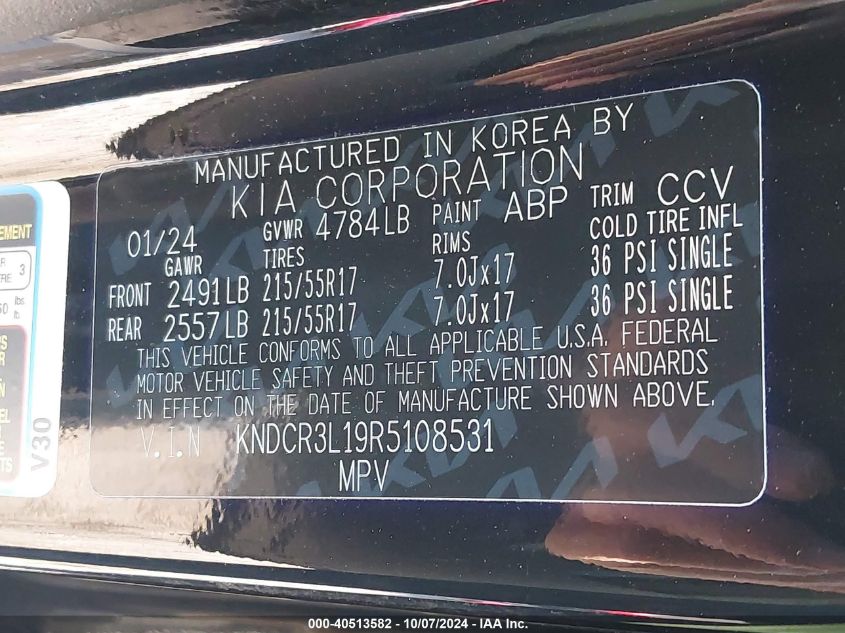 MANUFACTURED IN KOREA BY
KIA CORPORATION
01/24 GVWR 4784LB PAINT ABP TRIM CCV
GAWR TIRES RIMS COLD TIRE INFL
FRONT 2491LB 215/55R17 7.0Jx17 36 PSI SINGLE
REAR 2557LB 215/55R17 7.0Jx17 36 PSI SINGLE
THIS VEHICLE CONFORMS TO ALL APPLICABLE U.S.A. FEDERAL
MOTOR VEHICLE SAFETY AND THEFT PREVENTION STANDARDS
IN EFFECT ON THE DATE OF MANUFACTURE SHOWN ABOVE.
V.I.N KNDCR3L19R5108531
MPV
EMENT
3
lbs.
V30
000-40513582 - 10/07/2024 - IAA Inc.